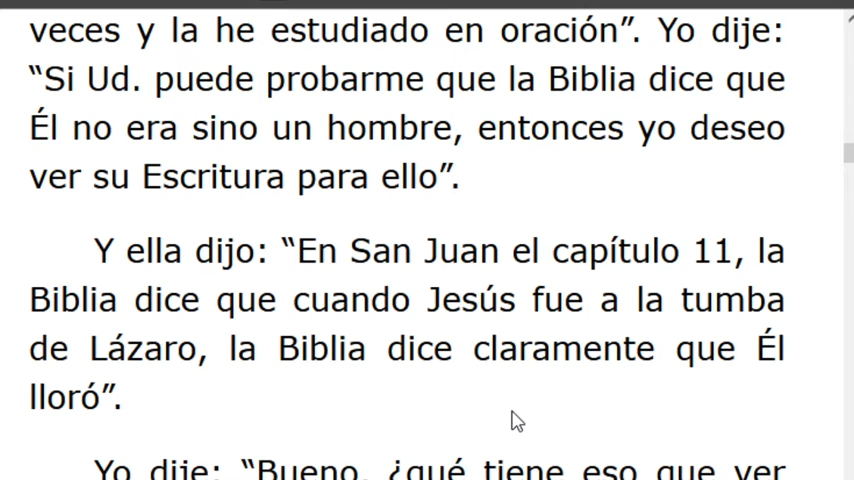 veces y la he estudiado en oración”. Yo dije:
“Si Ud. puede probarme que la Biblia dice que
Él no era sino un hombre, entonces yo deseo
ver su Escritura para ello”.
Y ella dijo: “En San Juan el capítulo 11, la
Biblia dice que cuando Jesús fue a la tumba
de Lázaro, la Biblia dice claramente que Él
lloró”.
Yo dije: “Bueno, ¿qué tiene eso que ver